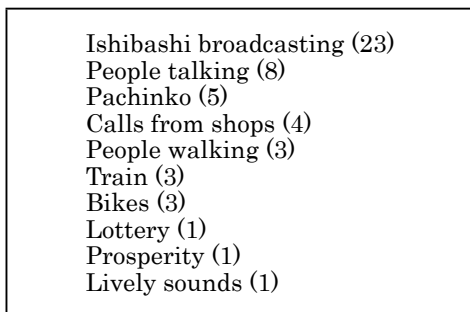 Ishibashi broadcasting (23)
People talking (8)
Pachinko (5)
Calls from shops (4)
People walking (3)
Train (3)
Bikes (3)
Lottery (1)
Prosperity (1)
Lively sounds (1)